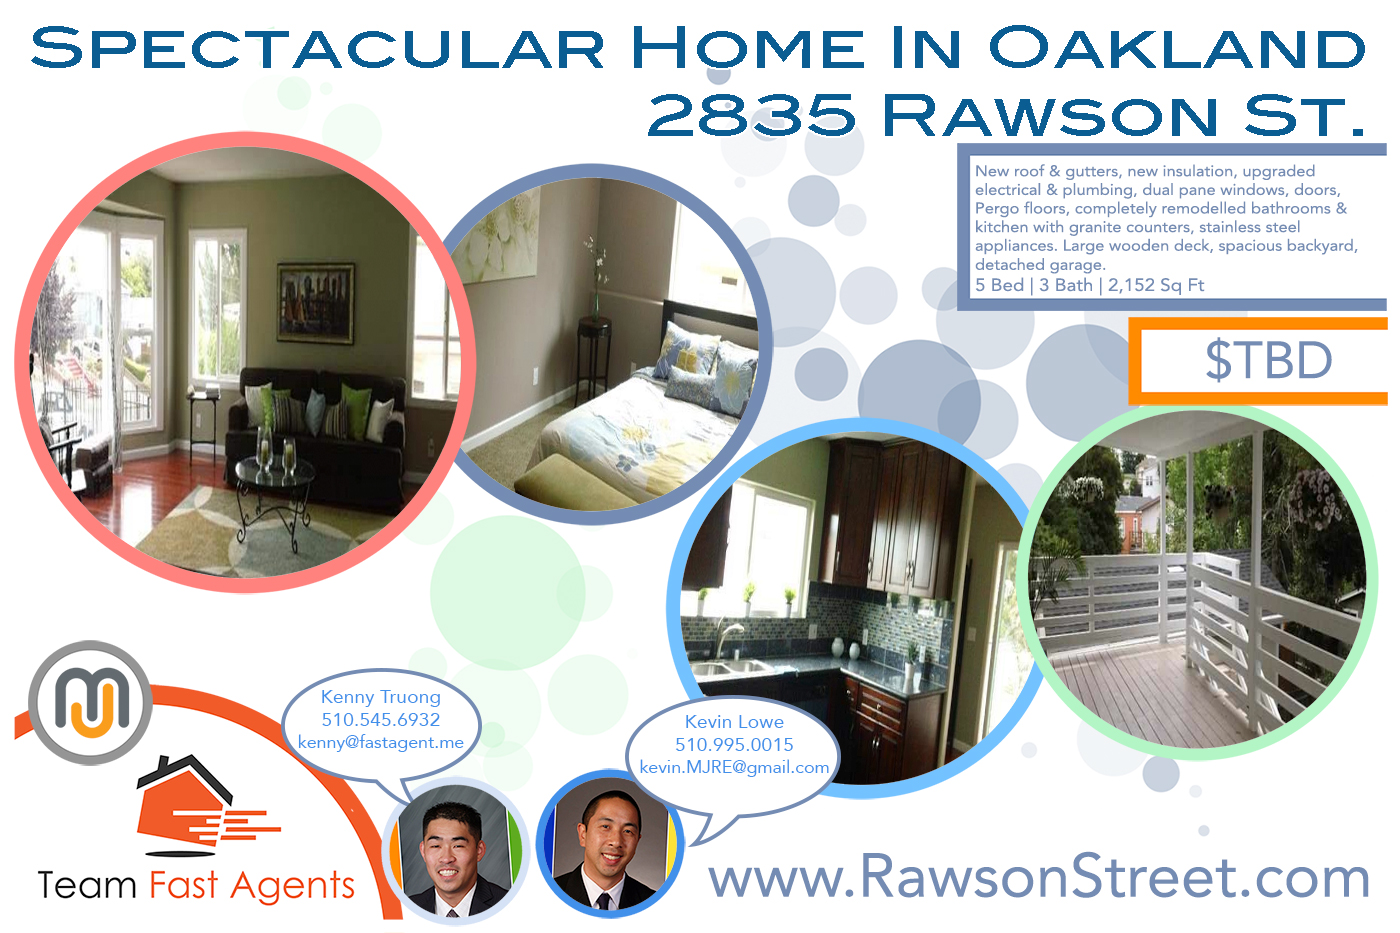 Spectacular Home In Oakland
2835 Rawson St.
New roof & gutters, new insulation, upgraded
electrical & plumbing, dual pane windows, doors,
Pergo floors, completely remodelled bathrooms &
kitchen with granite counters, stainless steel
appliances. Large wooden deck, spacious backyard,
detached garage.
5 Bed | 3 Bath | 2,152 Sq Ft
$TBD
Kenny Truong
510.545.6932
kenny@fastagent.me
Kevin Lowe
510.995.0015
kevin.MJRE@gmail.com
MJ
Team Fast Agents
www.RawsonStreet.com